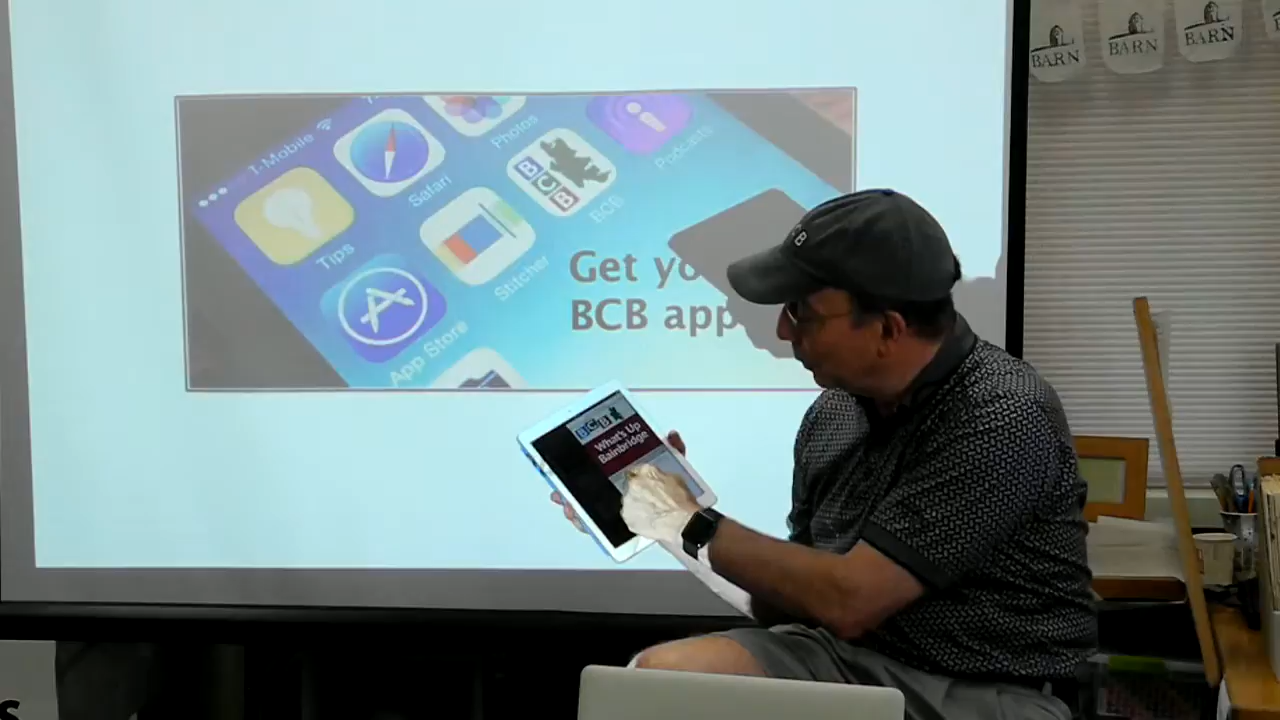 BARN
BARN
BARN
T-Mobile
Photos
Podcasts
Safari
BCB
BCB
Tips
Stitcher
App Store
Get yo
BCB app
CB
BCB
What's Up
Bainbridge
s